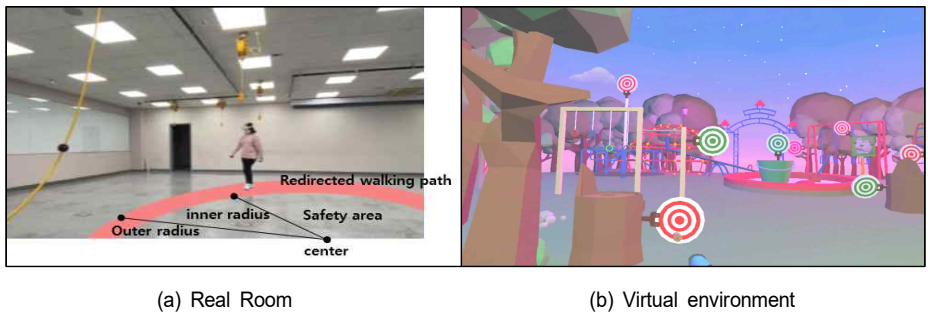 Redirected walking path
inner radius
Safety area
Outer radius
center
(a) Real Room
(b) Virtual environment